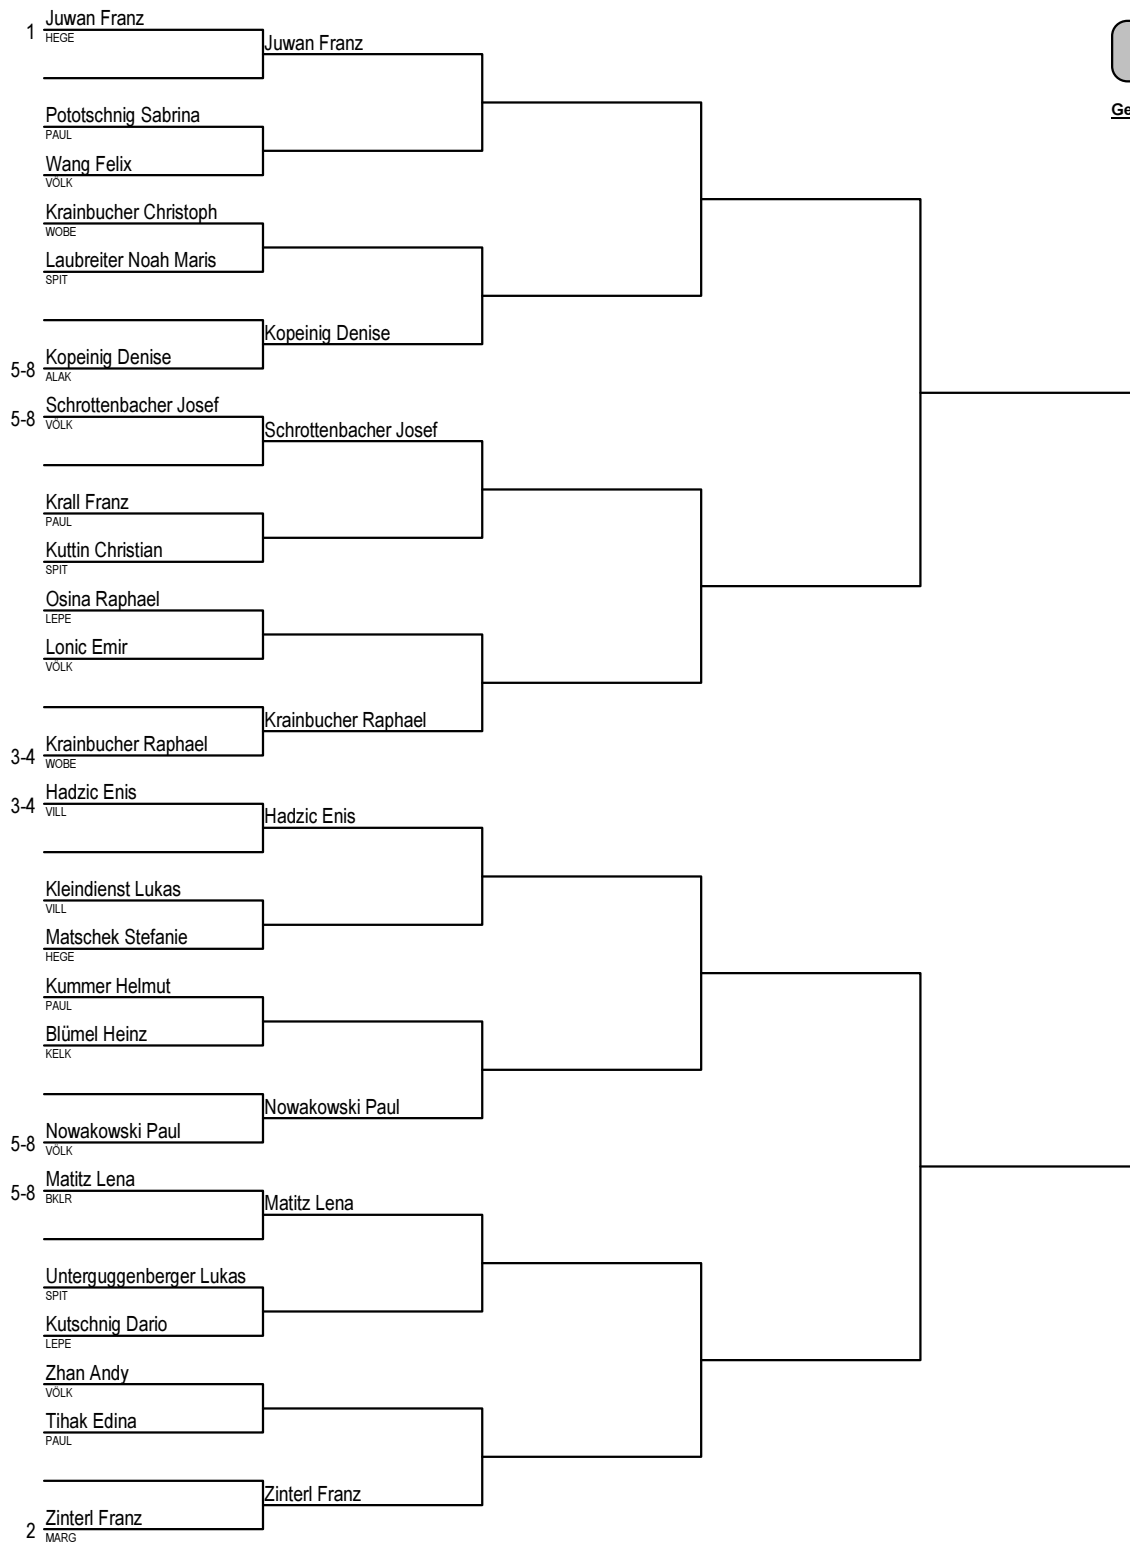 Juwan Franz
1
HEGE
Juwan Franz
Ge
Pototschnig Sabrina
PAUL
Wang Felix
VÖLK
Krainbucher Christoph
WOBE
Laubreiter Noah Maris
SPIT
Kopeinig Denise
Kopeinig Denise
5-8
ALAK
Schrottenbacher Josef
5-8
VÖLK
Schrottenbacher Josef
Krall Franz
PAUL
Kuttin Christian
SPIT
Osina Raphael
LEPE
Lonic Emir
VÖLK
Krainbucher Raphael
Krainbucher Raphael
3-4
WOBE
Hadzic Enis
3-4
VILL
Hadzic Enis
Kleindienst Lukas
VILL
Matschek Stefanie
HEGE
Kummer Helmut
PAUL
Blümel Heinz
KELK
Nowakowski Paul
Nowakowski Paul
5-8
VÖLK
Matitz Lena
5-8
BKLR
Matitz Lena
Unterguggenberger Lukas
SPIT
Kutschnig Dario
LEPE
Zhan Andy
VÖLK
Tihak Edina
PAUL
Zinterl Franz
Zinterl Franz
2
MARG